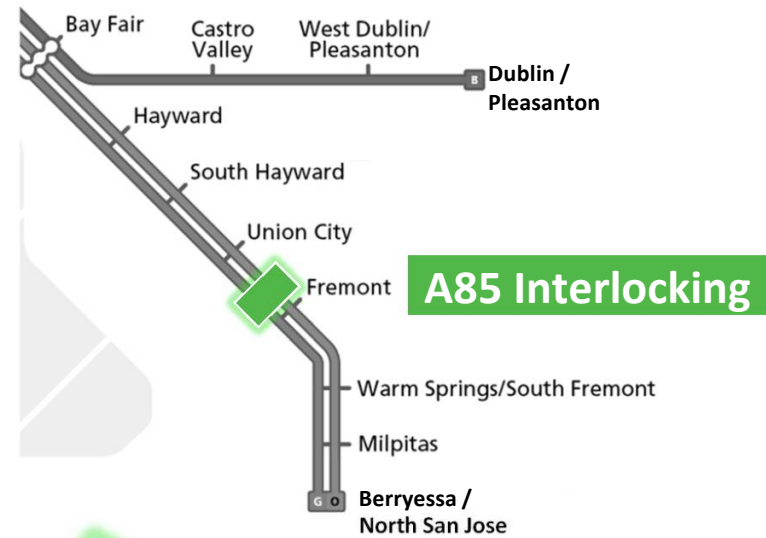 Bay Fair
Castro
Valley
West Dublin/
Pleasanton
B
Dublin /
Pleasanton
Hayward
South Hayward
Union City
Fremont
A85 Interlocking
Warm Springs/South Fremont
Milpitas
G O
Berryessa /
North San Jose